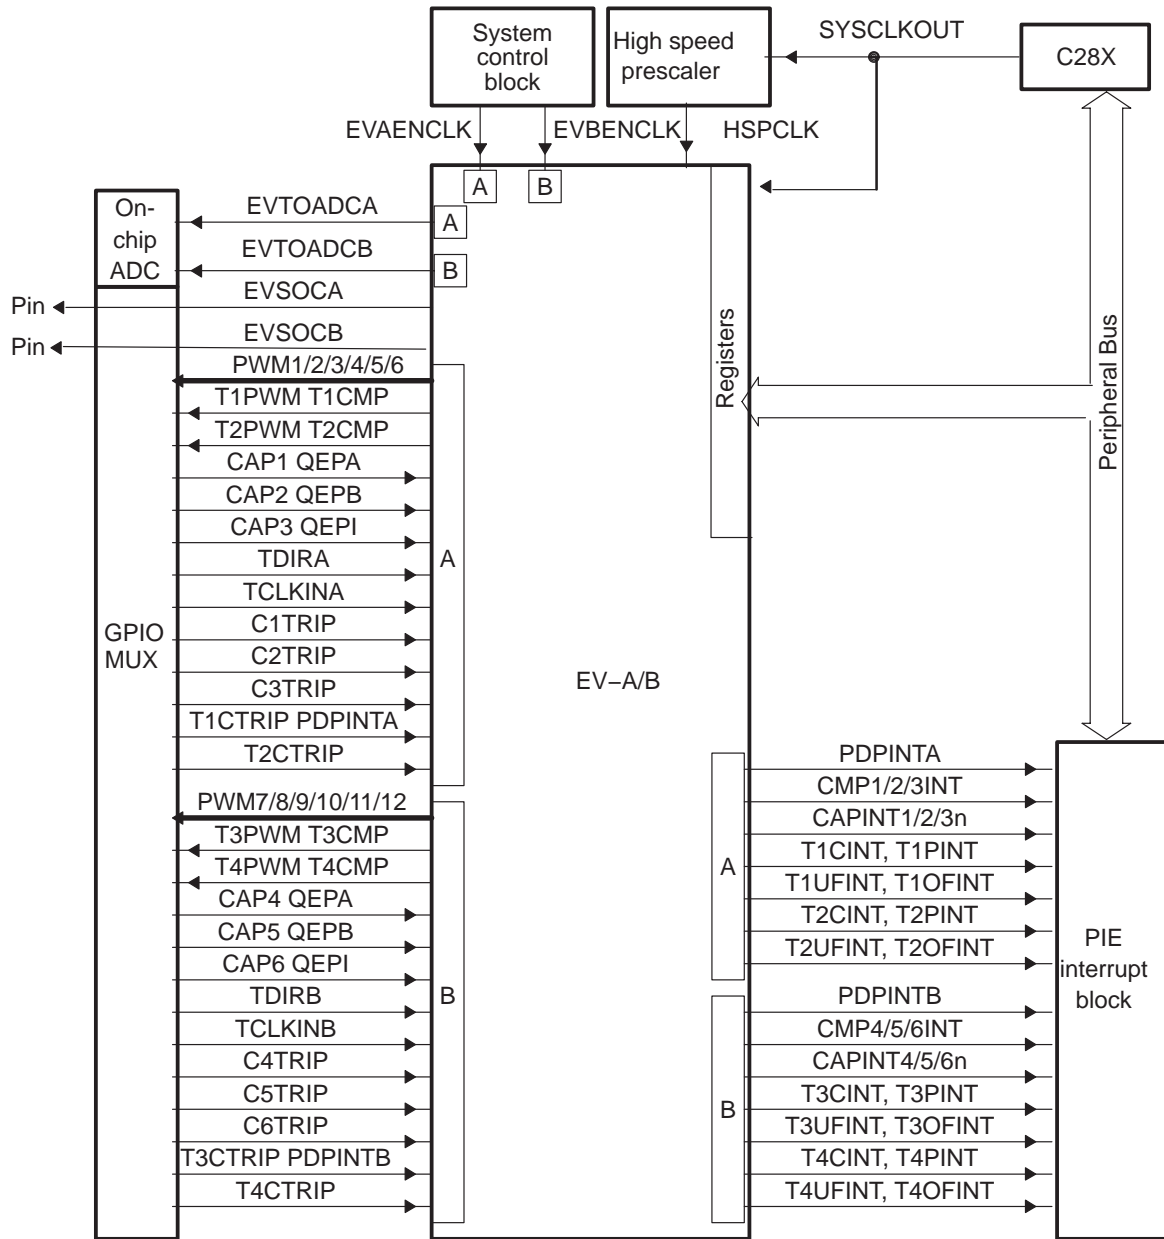 System
control
block
High speed
prescaler
SYSCLKOUT
C28X
EVAENCLK
EVBENCLK
HSPCLK
A
B
On-
chip
ADC
EVTOADCA
A
EVTOADCB
B
Pin
EVSOCA
Pin
EVSOCB
PWM1/2/3/4/5/6
T1PWM T1CMP
T2PWM T2CMP
CAP1 QEPA
CAP2 QEPB
CAP3 QEPI
TDIRA
TCLKINA
C1TRIP
C2TRIP
C3TRIP
T1CTRIP PDPINTA
T2CTRIP
A
GPIO
MUX
EV–A/B
Registers
Peripheral Bus
PWM7/8/9/10/11/12
T3PWM T3CMP
T4PWM T4CMP
CAP4 QEPA
CAP5 QEPB
CAP6 QEPI
TDIRB
TCLKINB
C4TRIP
C5TRIP
C6TRIP
T3CTRIP PDPINTB
T4CTRIP
B
A
PDPINTA
CMP1/2/3INT
CAPINT1/2/3n
T1CINT, T1PINT
T1UFINT, T1OFINT
T2CINT, T2PINT
T2UFINT, T2OFINT
B
PDPINTB
CMP4/5/6INT
CAPINT4/5/6n
T3CINT, T3PINT
T3UFINT, T3OFINT
T4CINT, T4PINT
T4UFINT, T4OFINT
PIE
interrupt
block